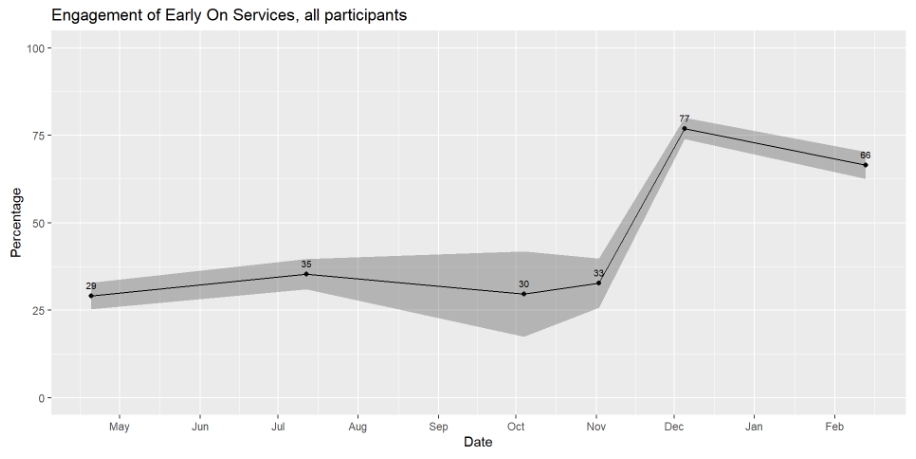 Engagement of Early On Services, all participants
100
75
50
25
0
Percentage
29
35
30
33
77
66
May Jun Jul Aug Sep Oct Nov Dec Jan Feb
Date